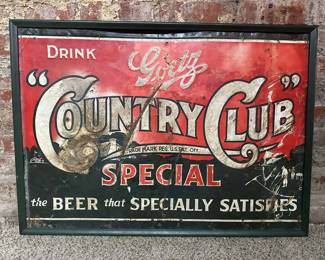 DRINK
Goetz
"COUNTRY CLUB"
TRADE MARK REG. U.S. PAT. OFF.
SPECIAL
the BEER that SPECIALLY SATISFIES